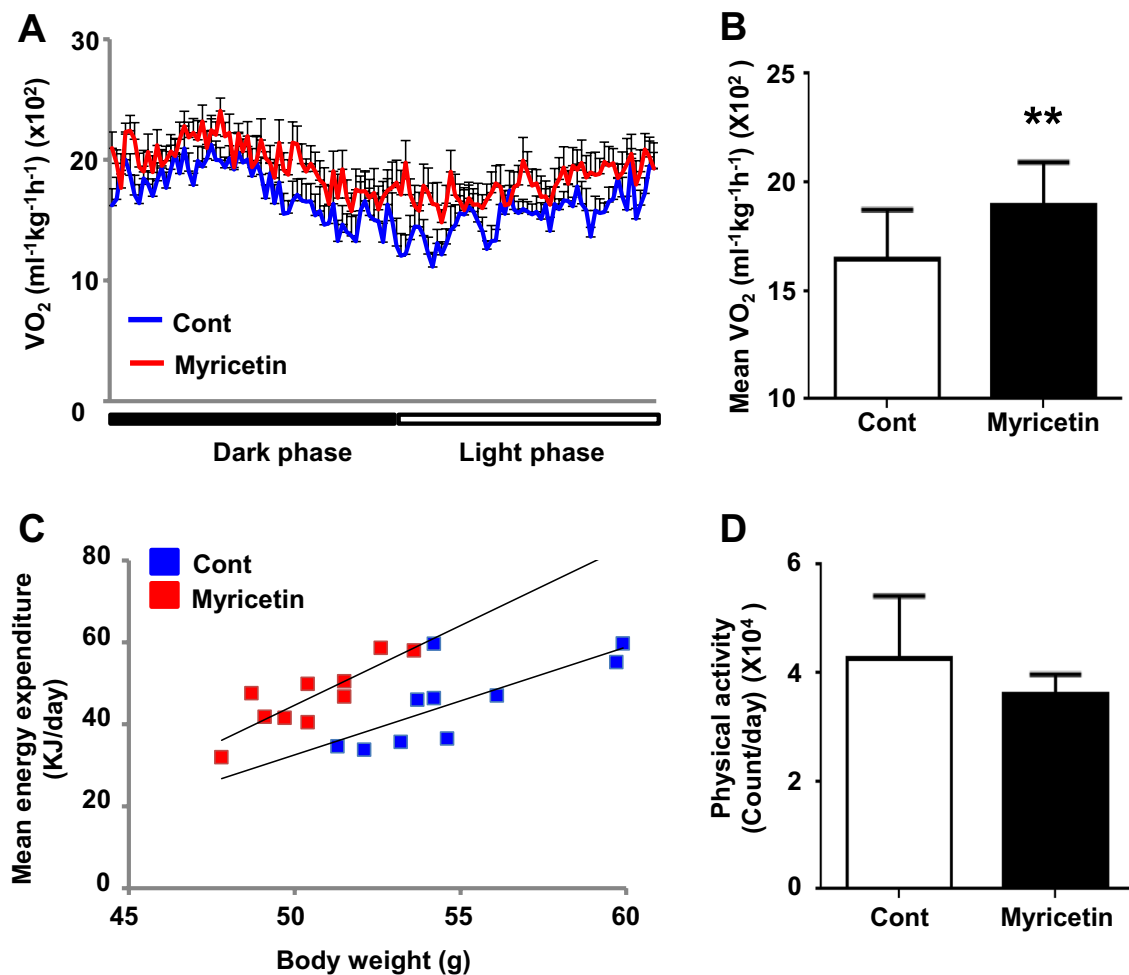 A
VO₂ (ml⁻¹kg⁻¹h⁻¹) (x10²)
30
20
10
0
Cont
Myricetin
Dark phase
Light phase
B
Mean VO₂ (ml⁻¹kg⁻¹h⁻¹) (X10²)
25
20
15
10
**
Cont
Myricetin
C
Mean energy expenditure
(KJ/day)
80
60
40
20
0
Cont
Myricetin
45
50
55
60
Body weight (g)
D
Physical activity
(Count/day) (X10⁴)
6
4
2
0
Cont
Myricetin